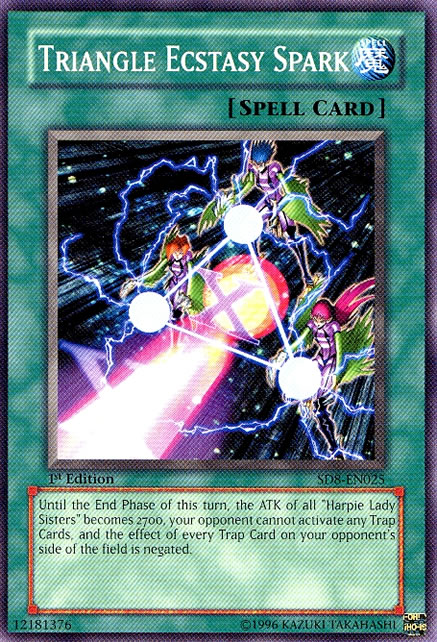 TRIANGLE ECSTASY SPARK
[SPELL CARD]
1st Edition
SD8-EN025
Until the End Phase of this turn, the ATK of all "Harpie Lady
Sisters" becomes 2700, your opponent cannot activate any Trap
Cards, and the effect of every Trap Card on your opponent's
side of the field is negated.
12181376
©1996 KAZUKI TAKAHASHI